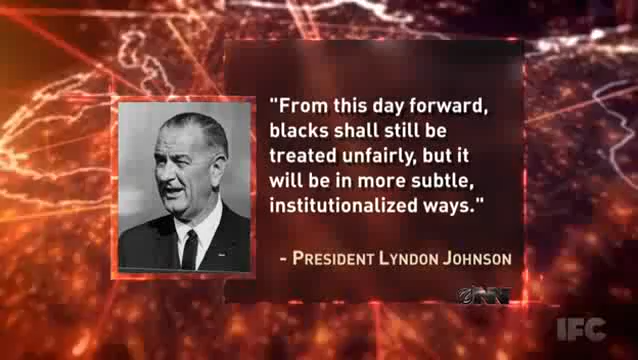 "From this day forward,
blacks shall still be
treated unfairly, but it
will be in more subtle,
institutionalized ways."
- PRESIDENT LYNDON JOHNSON
ONN
IFC